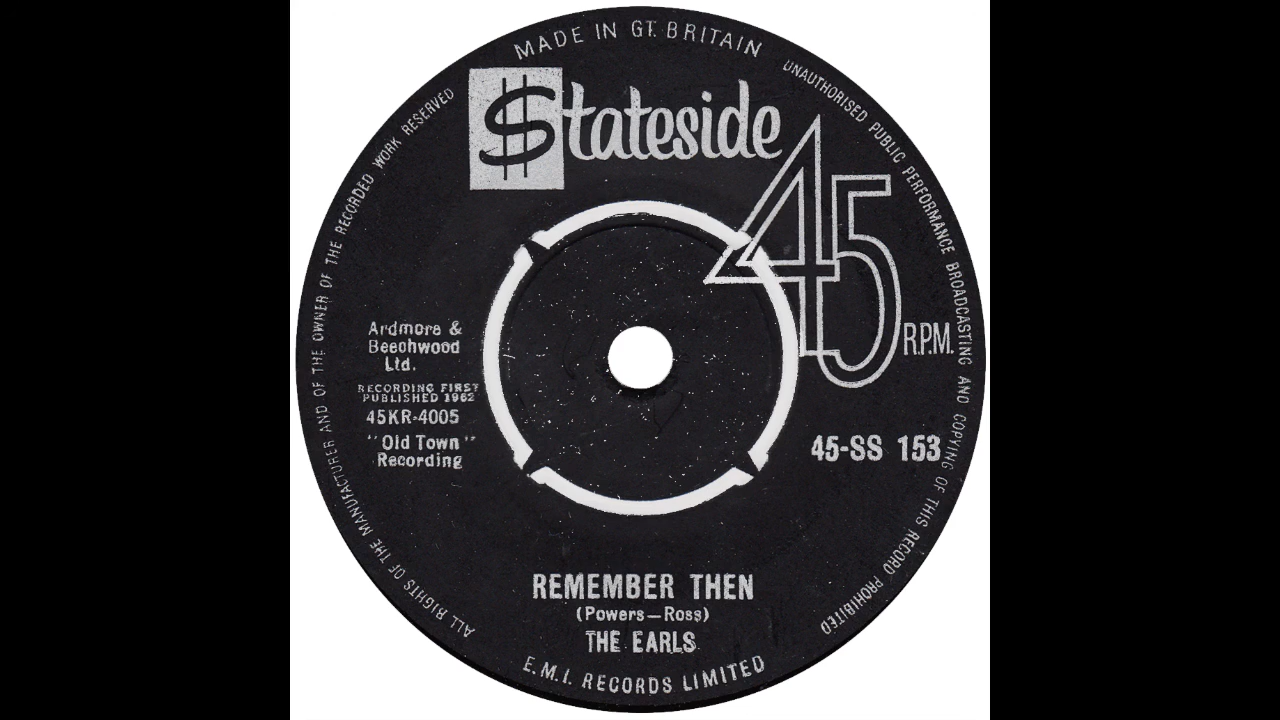 MADE IN GT. BRITAIN
$tateside
45
R.P.M.
UNAUTHORISED PUBLIC PERFORMANCE BROADCASTING AND COPYING OF THIS RECORD PROHIBITED
ALL RIGHTS OF THE MANUFACTURER AND OF THE OWNER OF THE RECORDED WORK RESERVED
Ardmore &
Beechwood
Ltd.
RECORDING FIRST
PUBLISHED 1962
45KR-4005
"Old Town"
Recording
45-SS 153
REMEMBER THEN
(Powers—Ross)
THE EARLS
E.M.I. RECORDS LIMITED